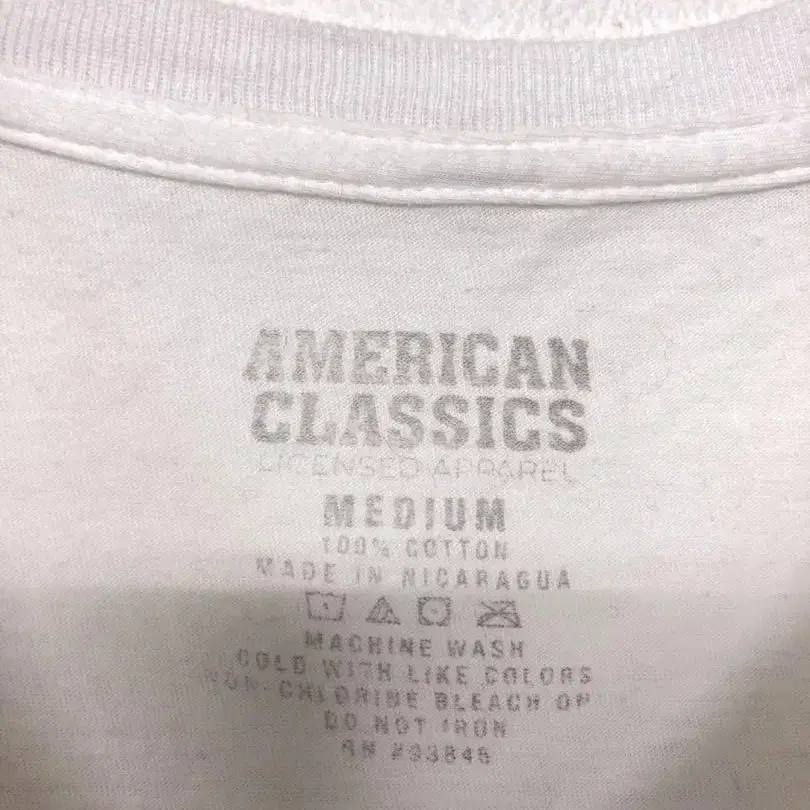 AMERICAN
CLASSICS
LICENSED APPAREL
MEDIUM
100% COTTON
MADE IN NICARAGUA
MACHINE WASH
COLD WITH LIKE COLORS
NON-CHLORINE BLEACH
DO NOT IRON
RN